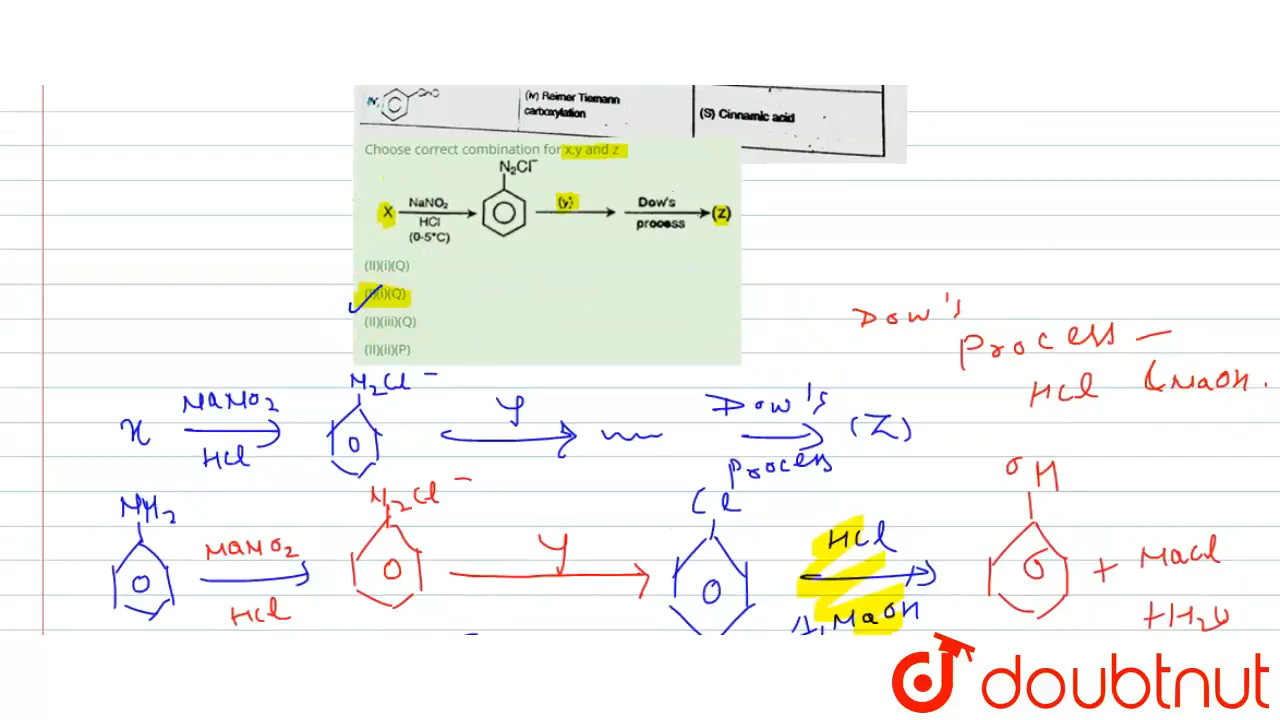 IV.
(iv) Reimer Tiemann
carboxylation
(S) Cinnamic acid
Choose correct combination for x,y and z
N₂Cl⁻
X NaNO₂ (y) Dow's (Z)
HCl process
(0-5°C)
(II)(i)(Q)
(I)(i)(Q)
(II)(iii)(Q)
(II)(ii)(P)
Dow's
Process —
HCl & NaOH.
N₂Cl⁻
x NaNO₂ y Dow's (Z)
HCl Process
NH₂ N₂Cl⁻ Cl OH
NaNO₂ y HCl + NaCl
HCl NaOH + H₂O
doubtnut